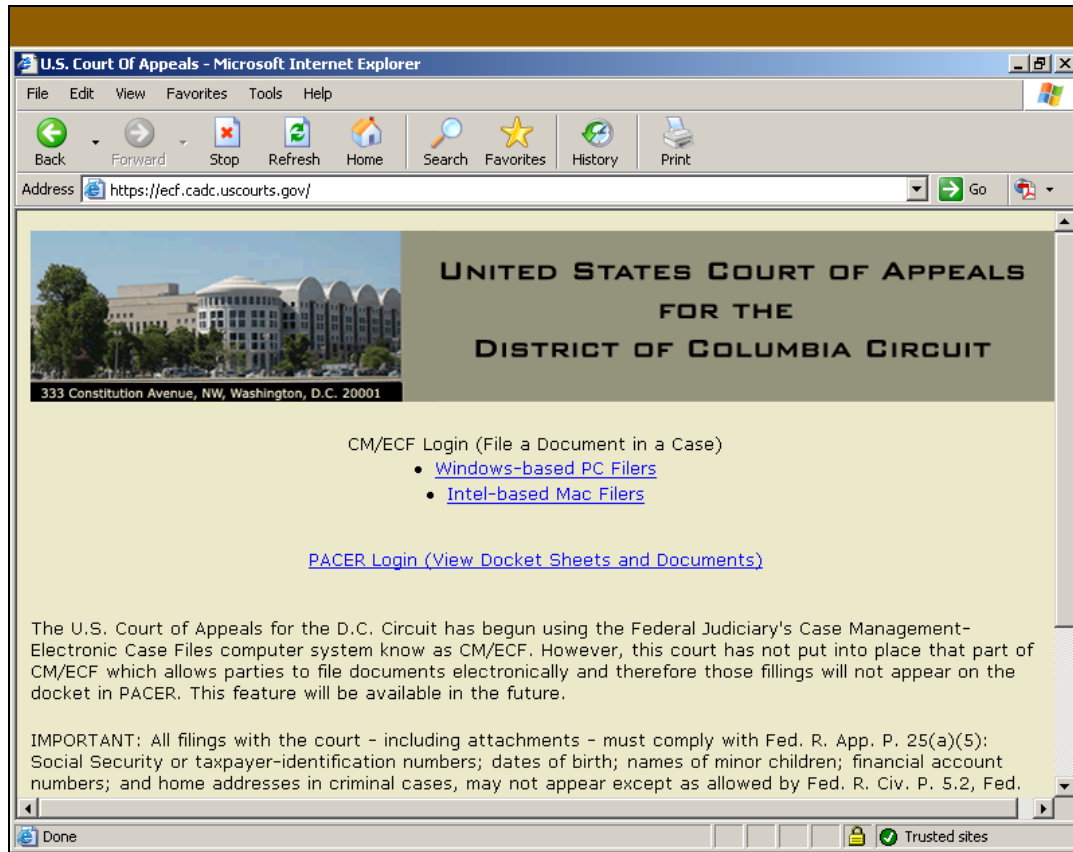 U.S. Court Of Appeals - Microsoft Internet Explorer
File Edit View Favorites Tools Help
Back Forward Stop Refresh Home Search Favorites History Print
Address https://ecf.cadc.uscourts.gov/ Go
UNITED STATES COURT OF APPEALS
FOR THE
DISTRICT OF COLUMBIA CIRCUIT
333 Constitution Avenue, NW, Washington, D.C. 20001
CM/ECF Login (File a Document in a Case)
• Windows-based PC Filers
• Intel-based Mac Filers
PACER Login (View Docket Sheets and Documents)
The U.S. Court of Appeals for the D.C. Circuit has begun using the Federal Judiciary's Case Management-
Electronic Case Files computer system know as CM/ECF. However, this court has not put into place that part of
CM/ECF which allows parties to file documents electronically and therefore those fillings will not appear on the
docket in PACER. This feature will be available in the future.
IMPORTANT: All filings with the court - including attachments - must comply with Fed. R. App. P. 25(a)(5):
Social Security or taxpayer-identification numbers; dates of birth; names of minor children; financial account
numbers; and home addresses in criminal cases, may not appear except as allowed by Fed. R. Civ. P. 5.2, Fed.
Done Trusted sites